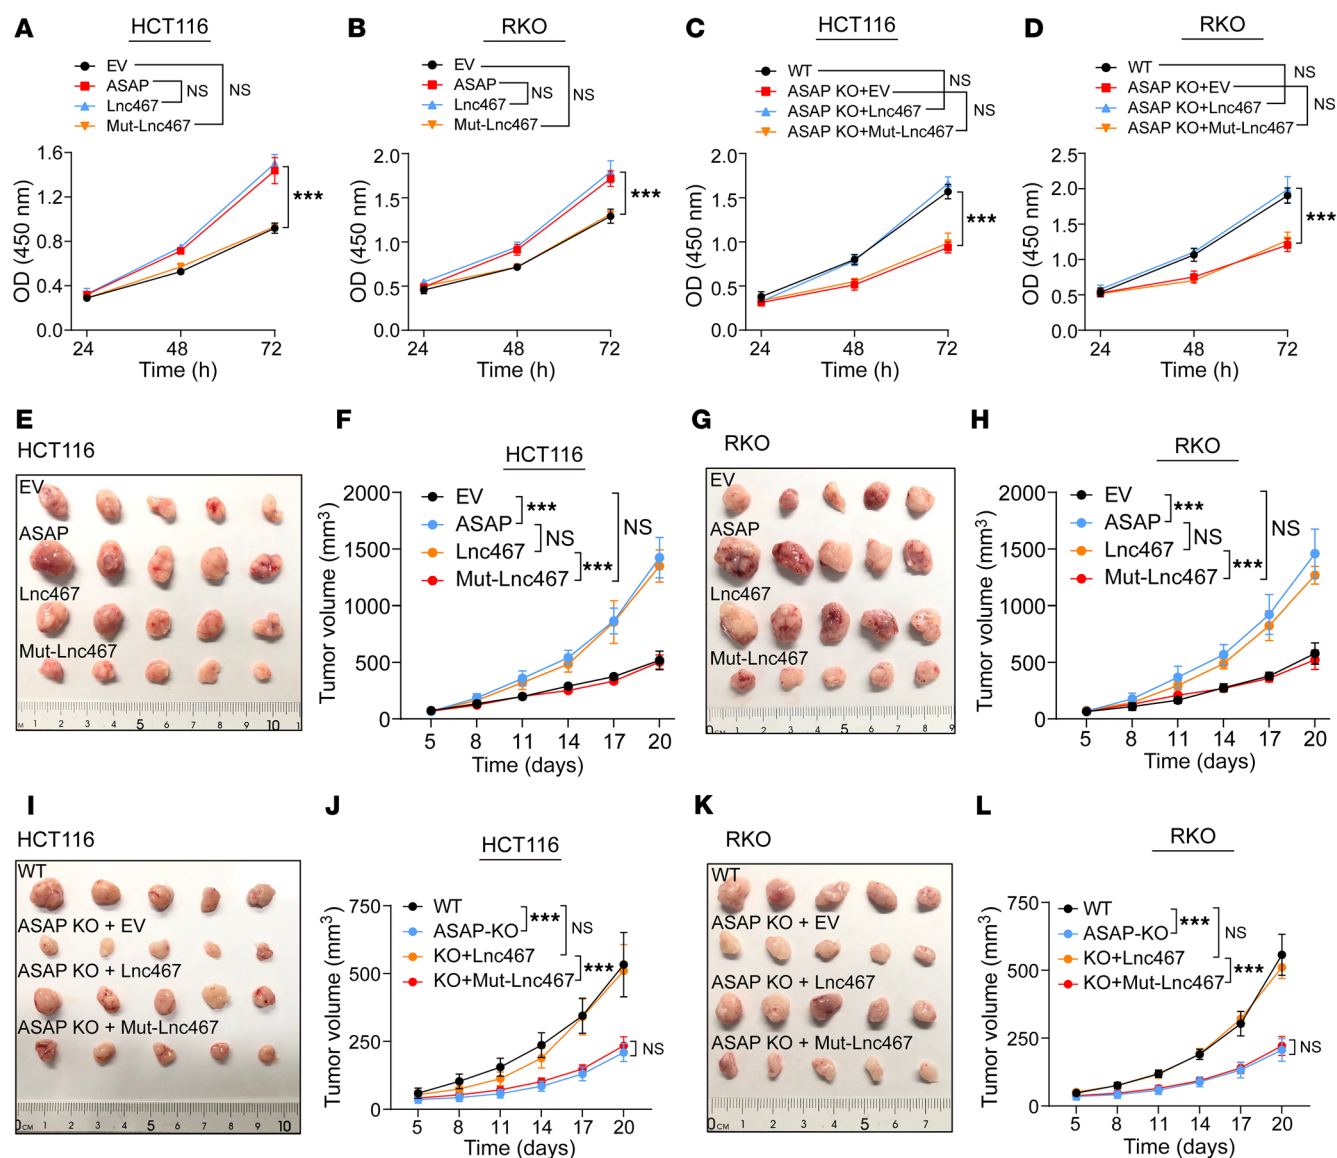 A
HCT116
EV
ASAP
Lnc467
Mut-Lnc467
NS
NS
1.6
1.2
0.8
0.4
0.0
OD (450 nm)
***
24 48 72
Time (h)
B
RKO
EV
ASAP
Lnc467
Mut-Lnc467
NS
NS
2.0
1.5
1.0
0.5
0.0
OD (450 nm)
***
24 48 72
Time (h)
C
HCT116
WT
ASAP KO+EV
ASAP KO+Lnc467
ASAP KO+Mut-Lnc467
NS
NS
2.0
1.5
1.0
0.5
0.0
OD (450 nm)
***
24 48 72
Time (h)
D
RKO
WT
ASAP KO+EV
ASAP KO+Lnc467
ASAP KO+Mut-Lnc467
NS
NS
2.5
2.0
1.5
1.0
0.5
0.0
OD (450 nm)
***
24 48 72
Time (h)
E
HCT116
EV
ASAP
Lnc467
Mut-Lnc467
M 1 2 3 4 5 6 7 8 9 10 1
F
HCT116
EV
ASAP
Lnc467
Mut-Lnc467
***
NS
***
NS
2000
1500
1000
500
0
Tumor volume (mm³)
5 8 11 14 17 20
Time (days)
G
RKO
EV
ASAP
Lnc467
Mut-Lnc467
0CM 1 2 3 4 5 6 7 8 9
H
RKO
EV
ASAP
Lnc467
Mut-Lnc467
***
NS
***
NS
2000
1500
1000
500
0
Tumor volume (mm³)
5 8 11 14 17 20
Time (days)
I
HCT116
WT
ASAP KO + EV
ASAP KO + Lnc467
ASAP KO + Mut-Lnc467
0CM 1 2 3 4 5 6 7 8 9 10
J
HCT116
WT
ASAP-KO
KO+Lnc467
KO+Mut-Lnc467
***
NS
***
NS
750
500
250
0
Tumor volume (mm³)
5 8 11 14 17 20
Time (days)
K
RKO
WT
ASAP KO + EV
ASAP KO + Lnc467
ASAP KO + Mut-Lnc467
0CM 1 2 3 4 5 6 7
L
RKO
WT
ASAP-KO
KO+Lnc467
KO+Mut-Lnc467
***
NS
***
NS
750
500
250
0
Tumor volume (mm³)
5 8 11 14 17 20
Time (days)